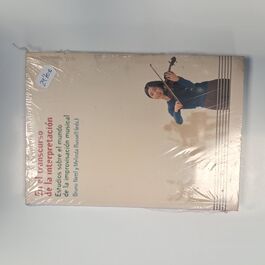 En el transcurso
de la interpretación
Estudios sobre el mundo
de la improvisación musical
Bruno Nettl y Melinda Russell (eds.)